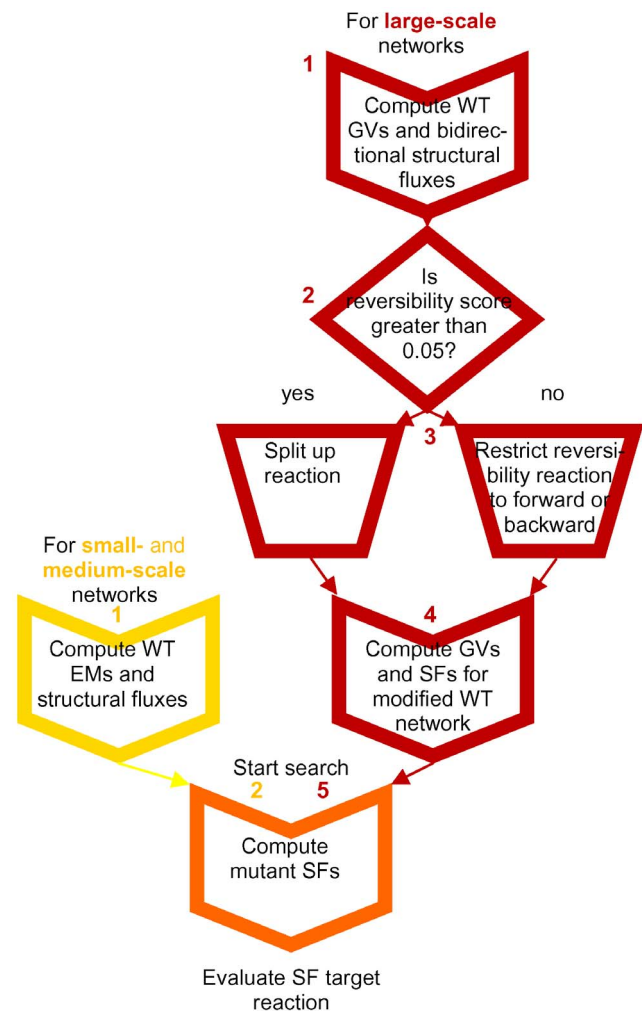 For large-scale
networks
1
Compute WT
GVs and bidirec-
tional structural
fluxes
2
Is
reversibility score
greater than
0.05?
yes
no
3
Split up
reaction
Restrict reversi-
bility reaction
to forward or
backward
For small- and
medium-scale
networks
1
Compute WT
EMs and
structural fluxes
4
Compute GVs
and SFs for
modified WT
network
Start search
2 5
Compute
mutant SFs
Evaluate SF target
reaction